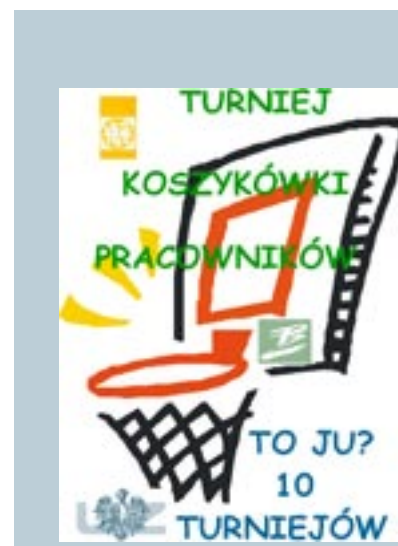 TURNIEJ
KOSZYKÓWKI
PRACOWNIKÓW
TO JU?
10
TURNIEJÓW